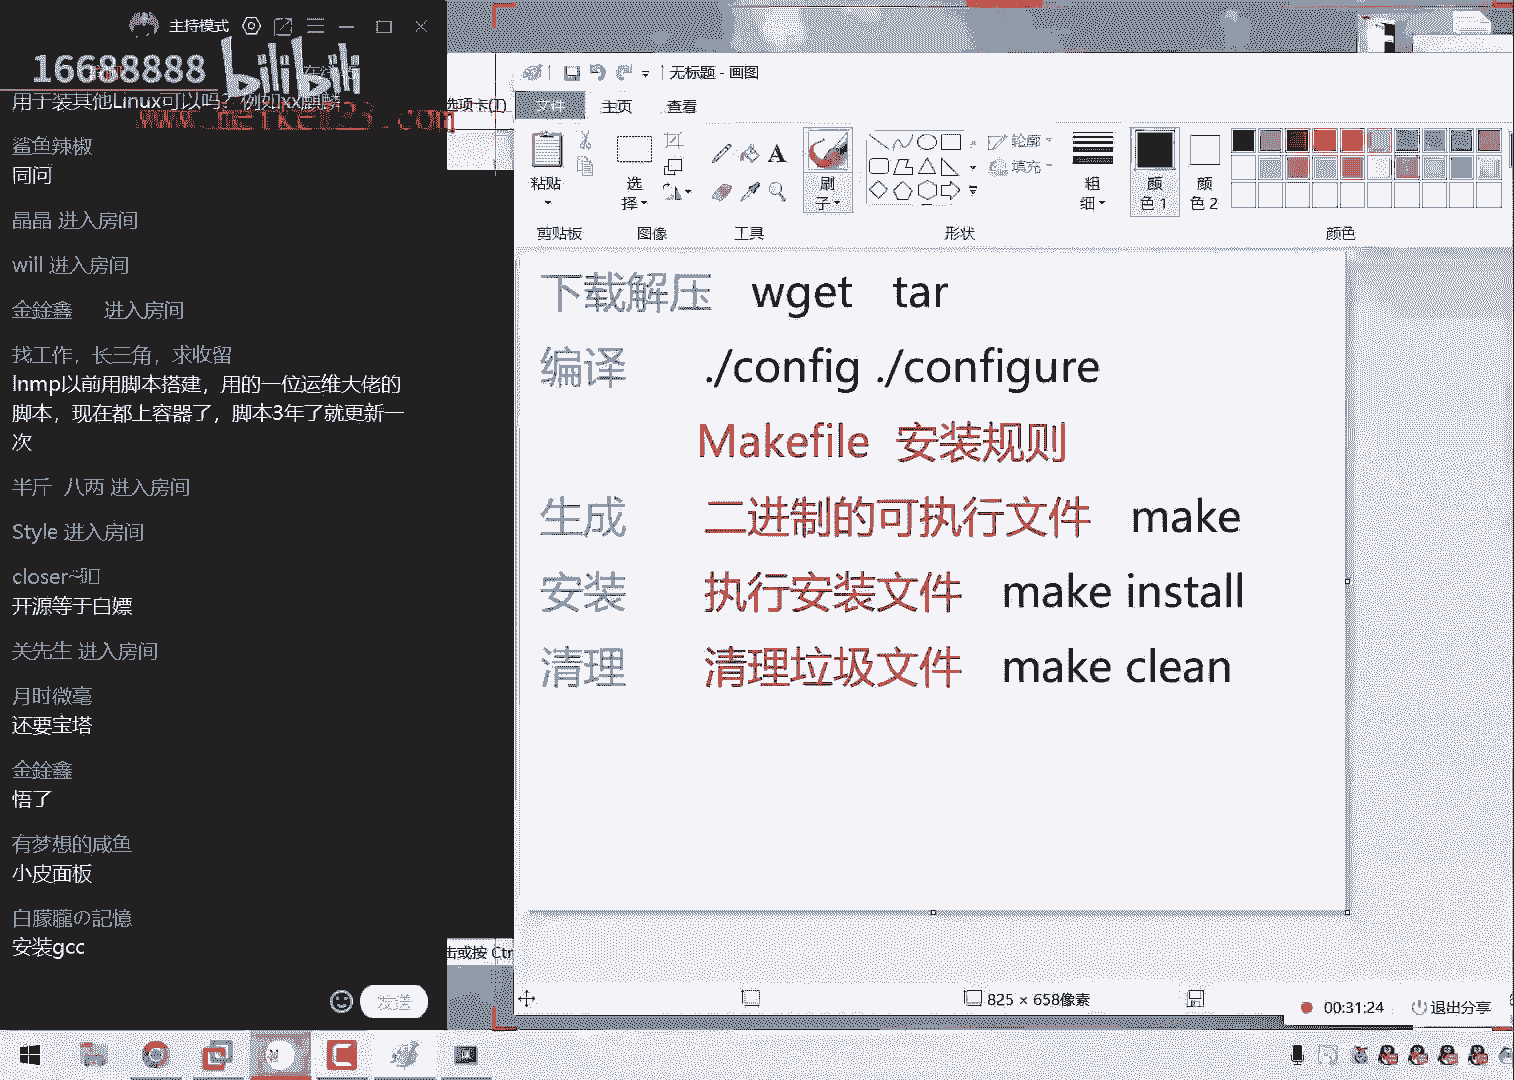 主持模式
16688888
bilibili
用于装其他Linux可以吗？例如xx麒麟
鲨鱼辣椒
同问
晶晶 进入房间
will 进入房间
金鉒鑫 进入房间
找工作，长三角，求收留
lnmp以前用脚本搭建，用的一位运维大佬的
脚本，现在都上容器了，脚本3年了就更新一
次
半斤 八两 进入房间
Style 进入房间
closer~
开源等于白嫖
关先生 进入房间
月时微毫
还要宝塔
金鉒鑫
悟了
有梦想的咸鱼
小皮面板
白朦朧の記憶
安装gcc
发送
选项卡(T)
击或按 Ctr
无标题 - 画图
文件 主页 查看
粘贴
选择
刷子
轮廓
填充
粗细
颜色 1
颜色 2
剪贴板 图像 工具 形状 颜色
下载解压 wget tar
编译 ./config ./configure
Makefile 安装规则
生成 二进制的可执行文件 make
安装 执行安装文件 make install
清理 清理垃圾文件 make clean
825 × 658像素
00:31:24 退出分享